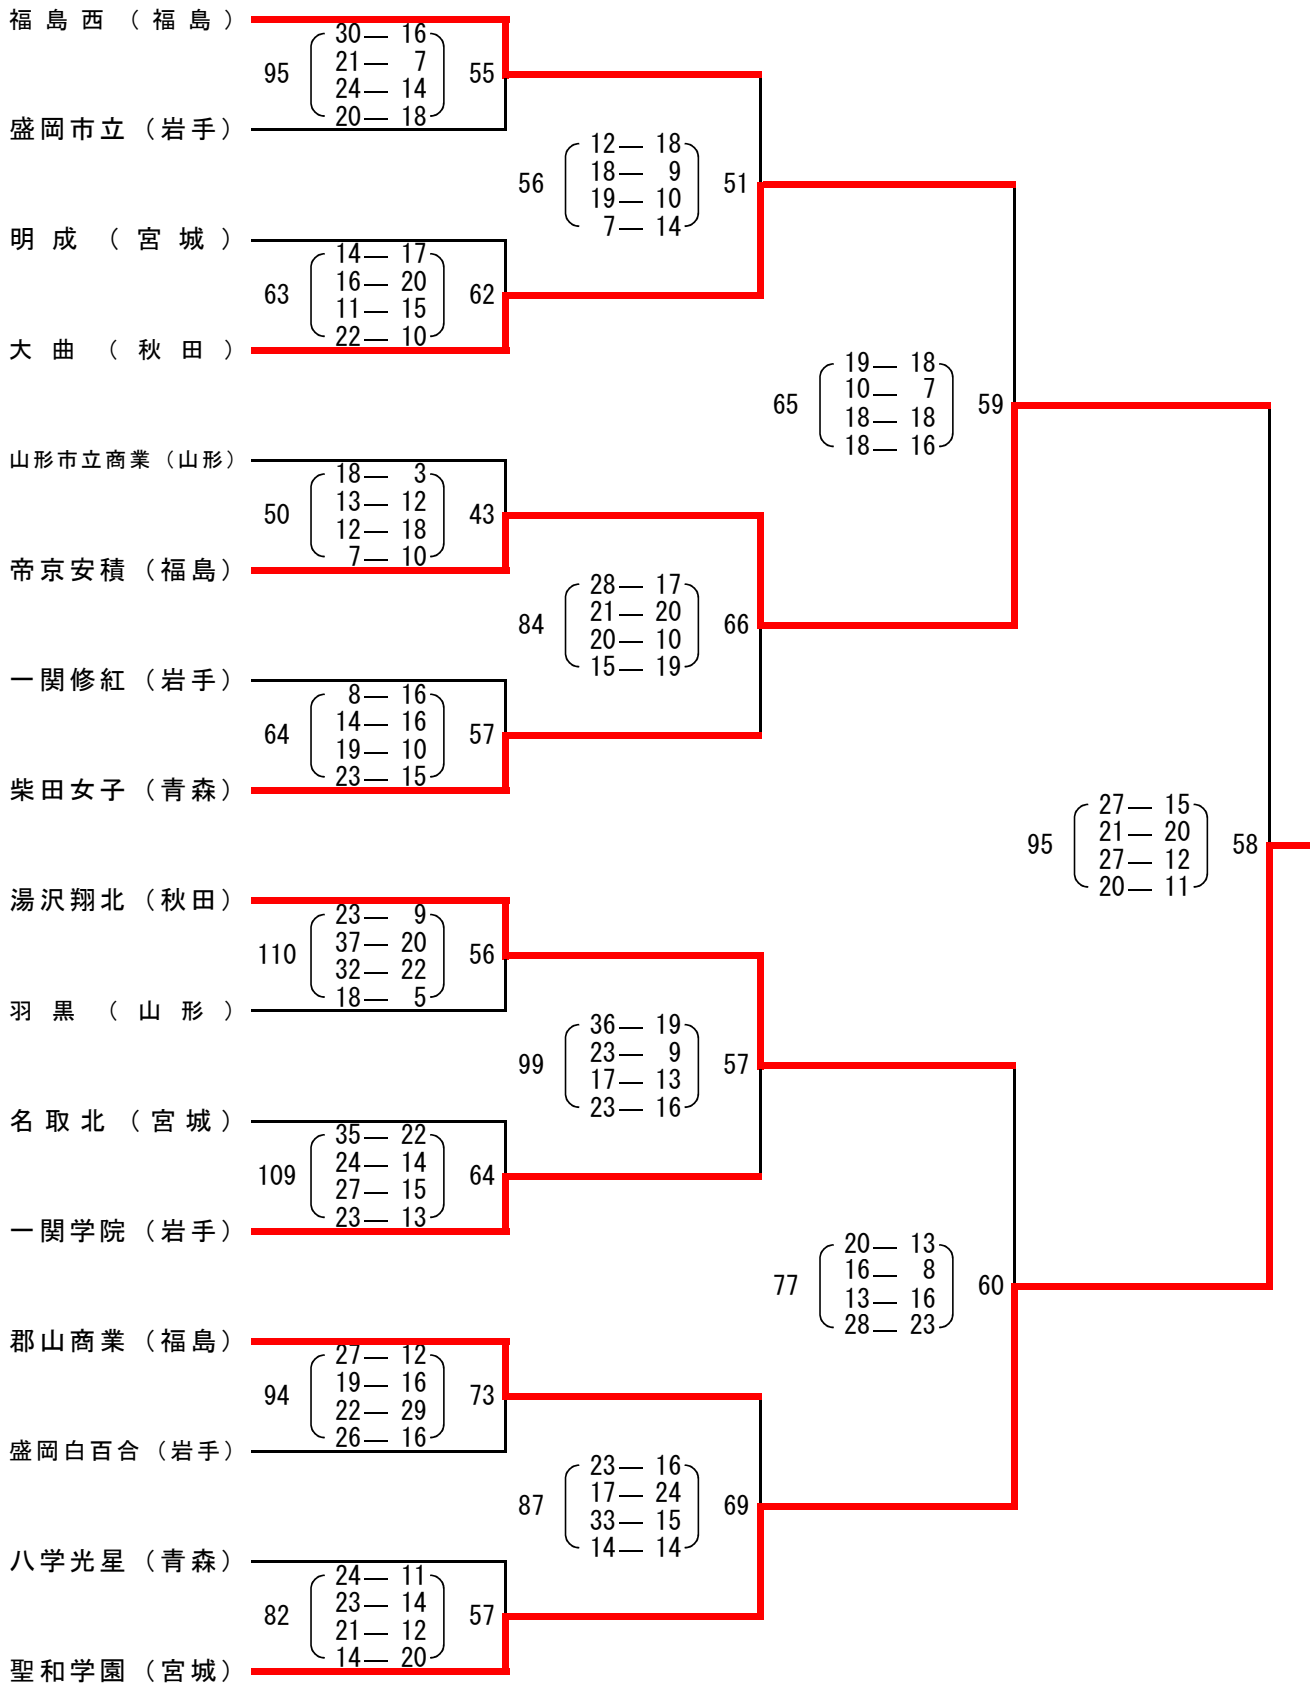 福島西（福島）
95 30— 16 55
21— 7
24— 14
20— 18
盛岡市立（岩手）
56 12— 18 51
18— 9
19— 10
7— 14
明成（宮城）
63 14— 17 62
16— 20
11— 15
22— 10
大曲（秋田）
65 19— 18 59
10— 7
18— 18
18— 16
山形市立商業（山形）
50 18— 3 43
13— 12
12— 18
7— 10
帝京安積（福島）
84 28— 17 66
21— 20
20— 10
15— 19
一関修紅（岩手）
64 8— 16 57
14— 16
19— 10
23— 15
柴田女子（青森）
95 27— 15 58
21— 20
27— 12
20— 11
湯沢翔北（秋田）
110 23— 9 56
37— 20
32— 22
18— 5
羽黒（山形）
99 36— 19 57
23— 9
17— 13
23— 16
名取北（宮城）
109 35— 22 64
24— 14
27— 15
23— 13
一関学院（岩手）
77 20— 13 60
16— 8
13— 16
28— 23
郡山商業（福島）
94 27— 12 73
19— 16
22— 29
26— 16
盛岡白百合（岩手）
87 23— 16 69
17— 24
33— 15
14— 14
八学光星（青森）
82 24— 11 57
23— 14
21— 12
14— 20
聖和学園（宮城）